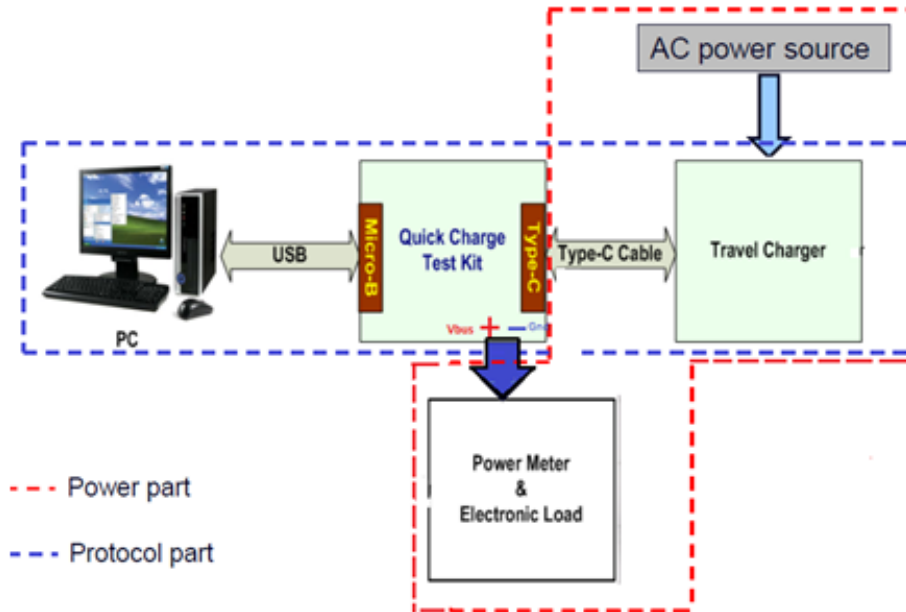 AC power source
Micro-B
Quick Charge
Test Kit
Type-C
USB
Type-C Cable
Travel Charger
Vbus
Gnd
PC
Power Meter
&
Electronic Load
Power part
Protocol part